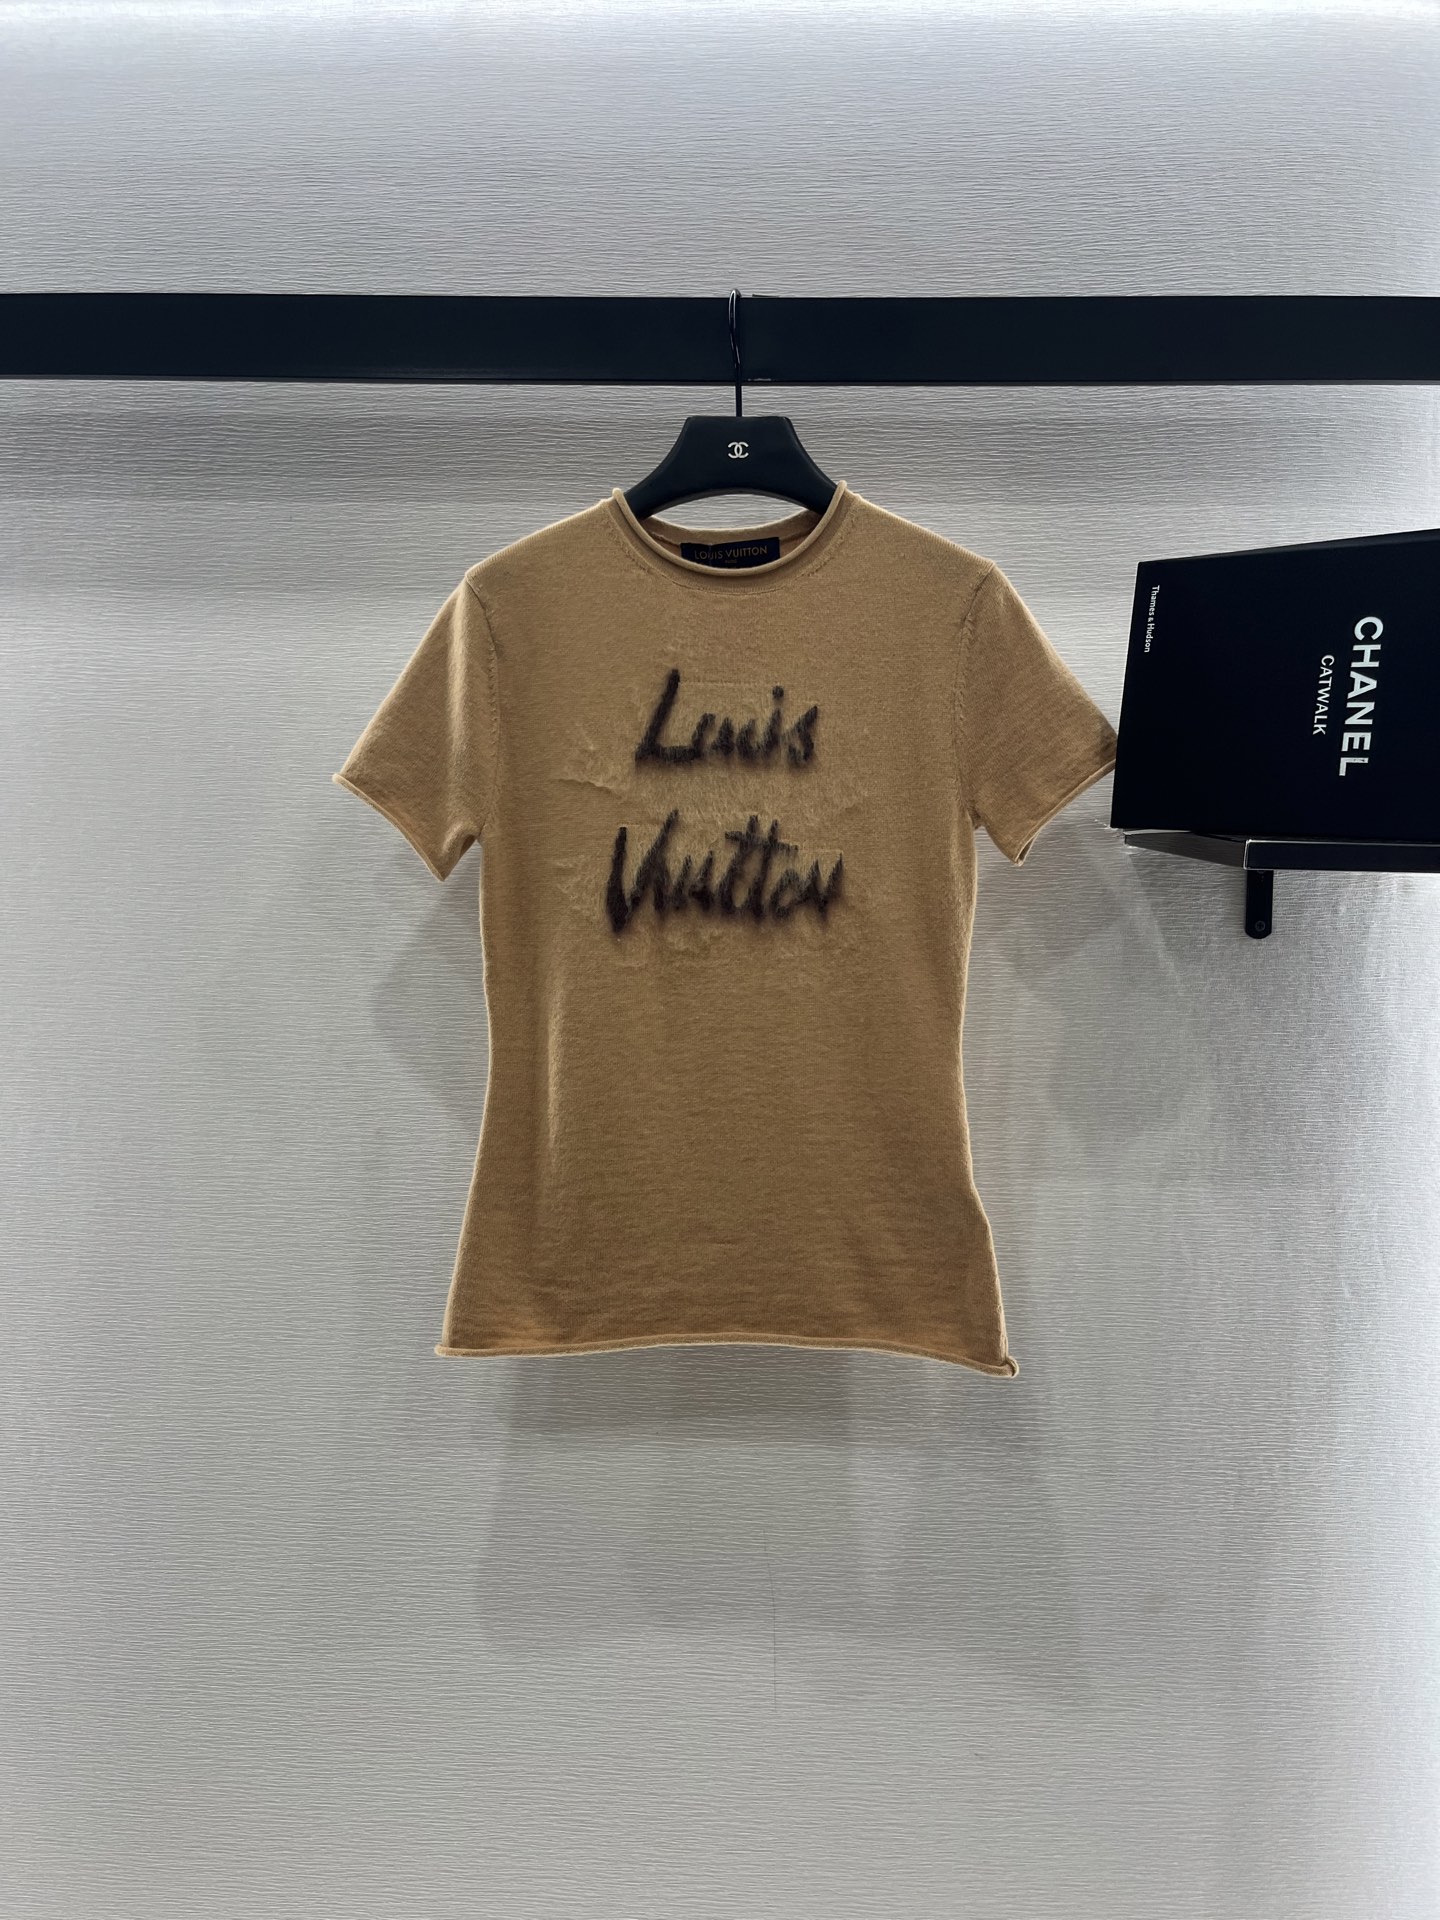 LOUIS VUITTON
Louis
Vuitton
Thames & Hudson
CHANEL
CATWALK